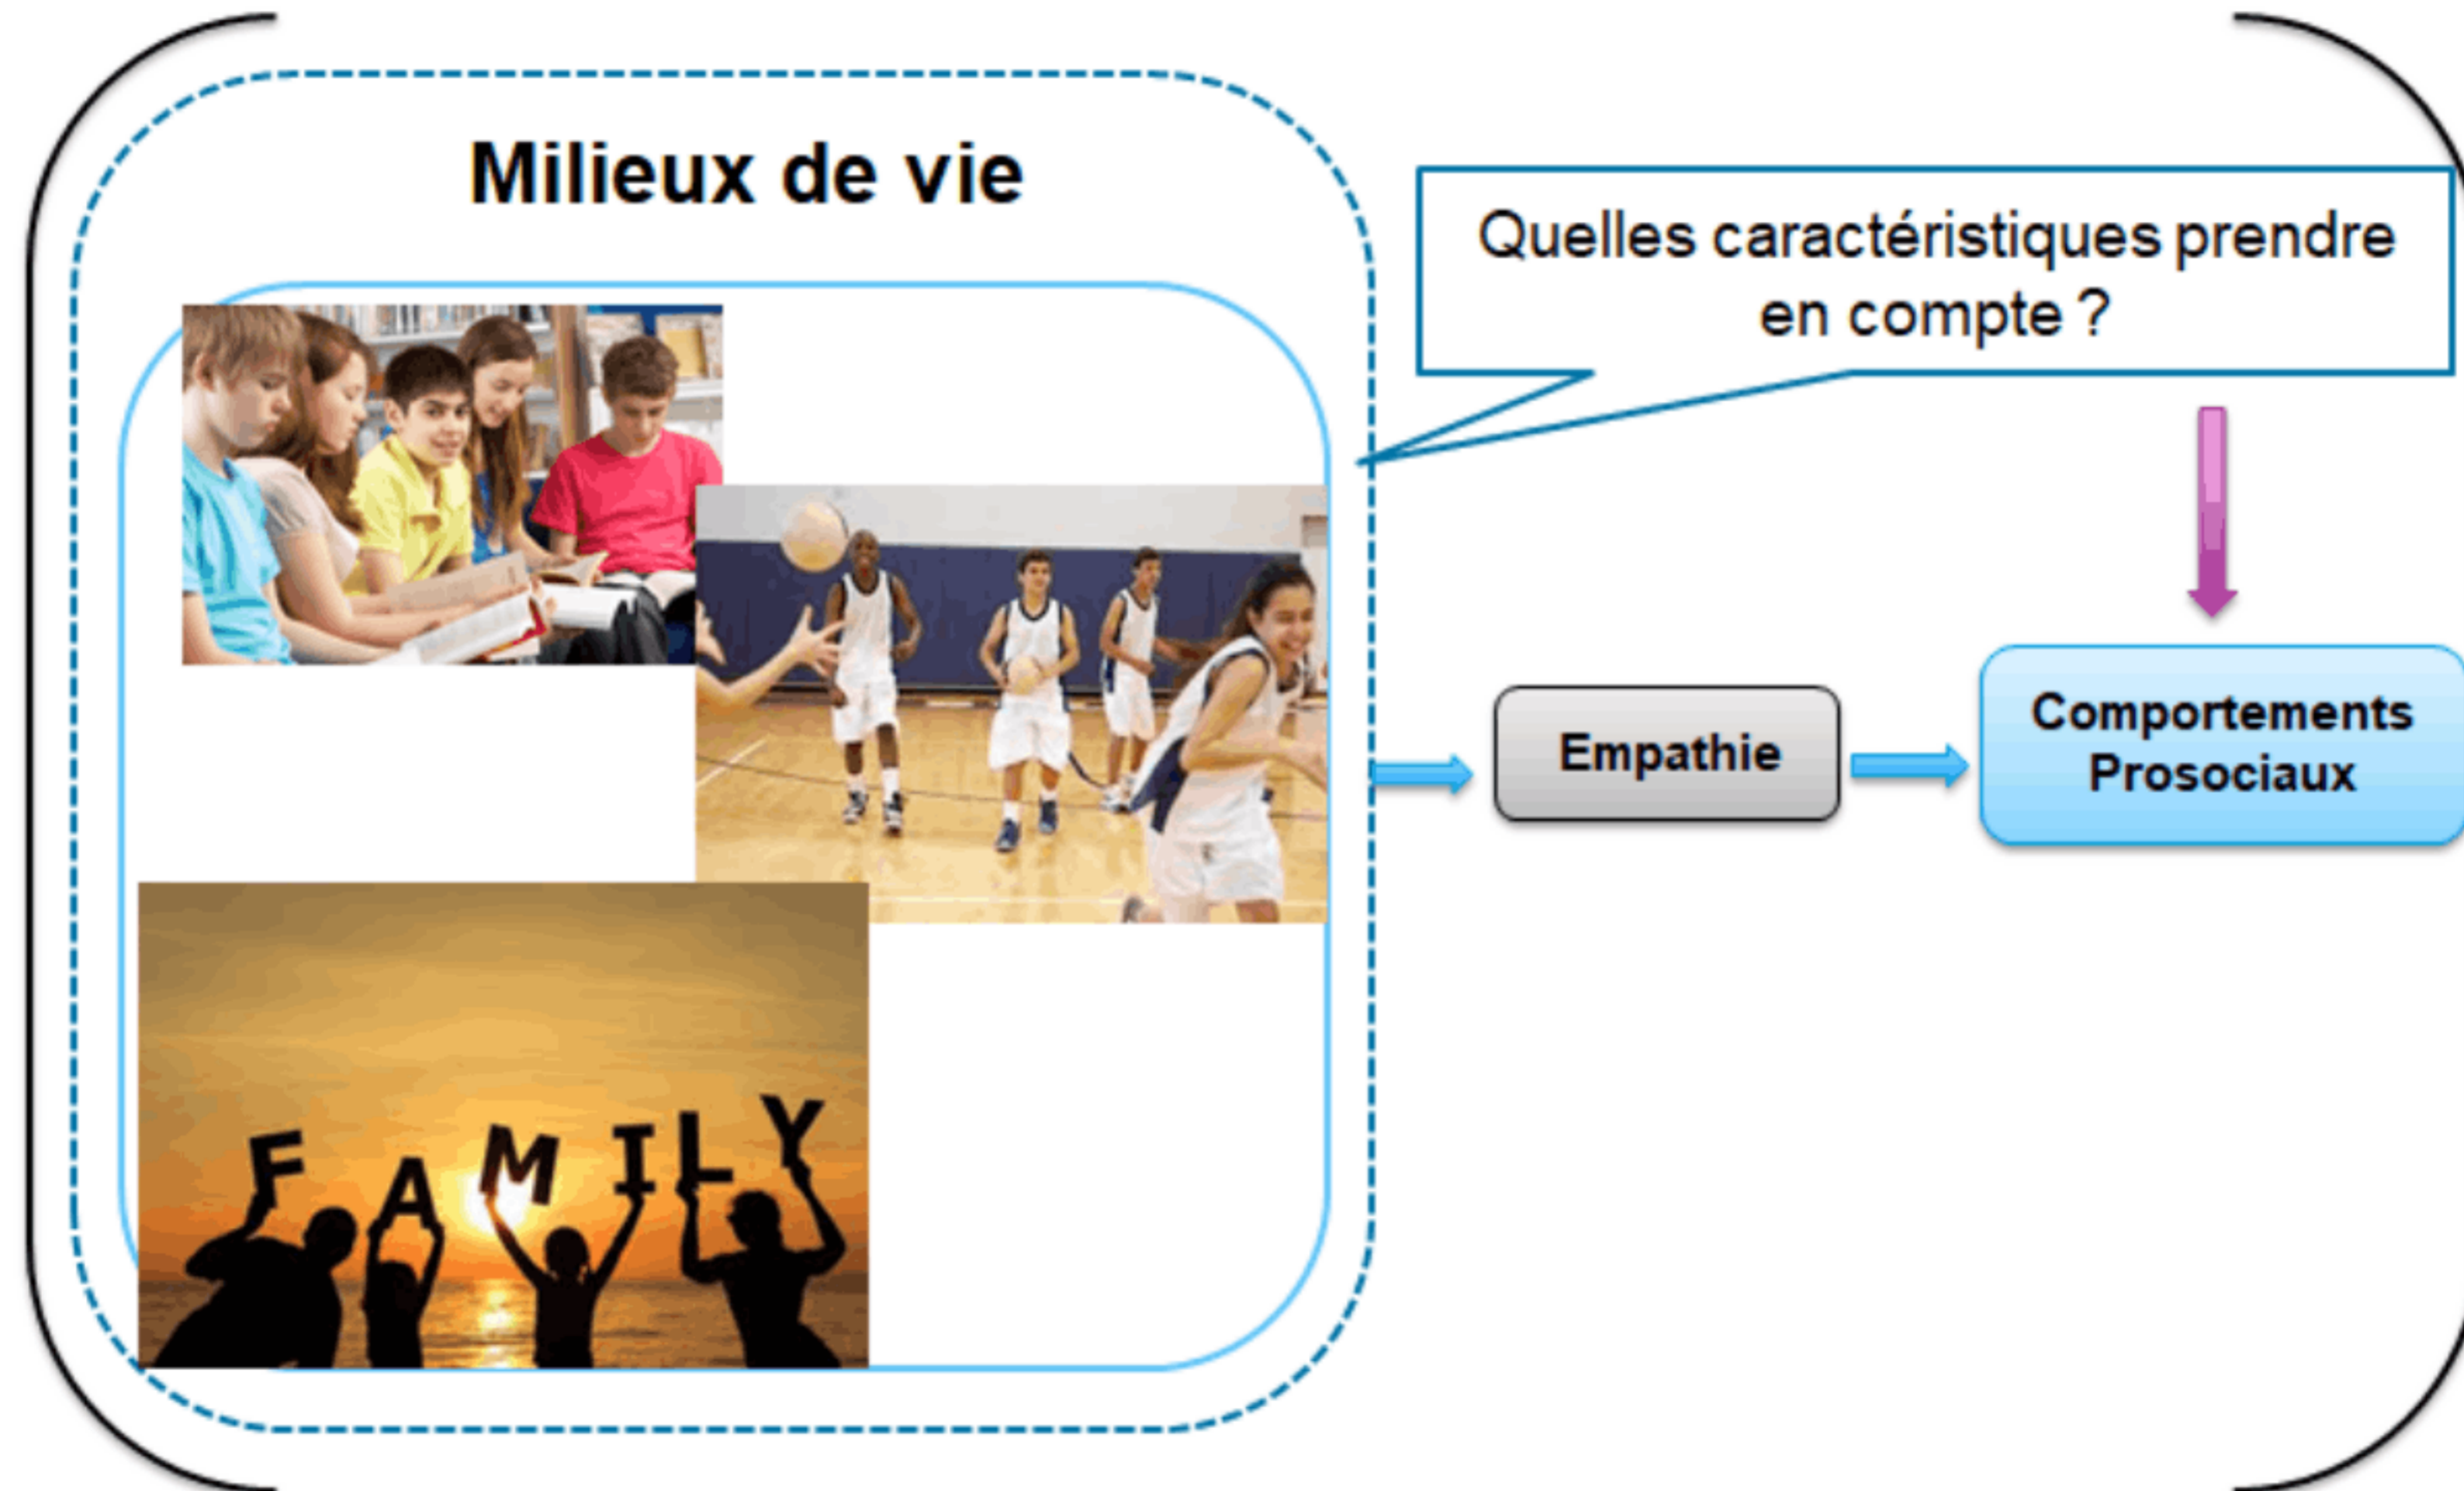 Milieux de vie
Quelles caractéristiques prendre
en compte ?
Empathie
Comportements
Prosociaux
FAMILY